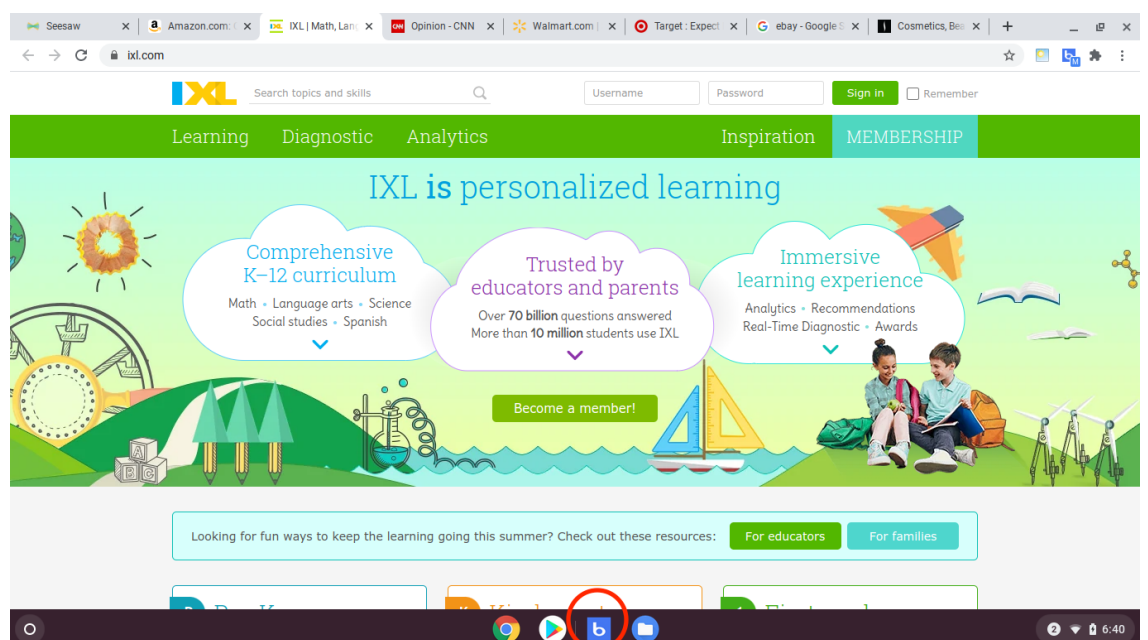 Seesaw
Amazon.com:
IXL | Math, Lan
Opinion - CNN
Walmart.com |
Target : Expect
ebay - Google S
Cosmetics, Bea
ixl.com
IXL
Search topics and skills
Username
Password
Sign in
Remember
Learning
Diagnostic
Analytics
Inspiration
MEMBERSHIP
IXL is personalized learning
Comprehensive
K–12 curriculum
Math • Language arts • Science
Social studies • Spanish
Trusted by
educators and parents
Over 70 billion questions answered
More than 10 million students use IXL
Immersive
learning experience
Analytics • Recommendations
Real-Time Diagnostic • Awards
Become a member!
A
B C
Looking for fun ways to keep the learning going this summer? Check out these resources:
For educators
For families
2
6:40